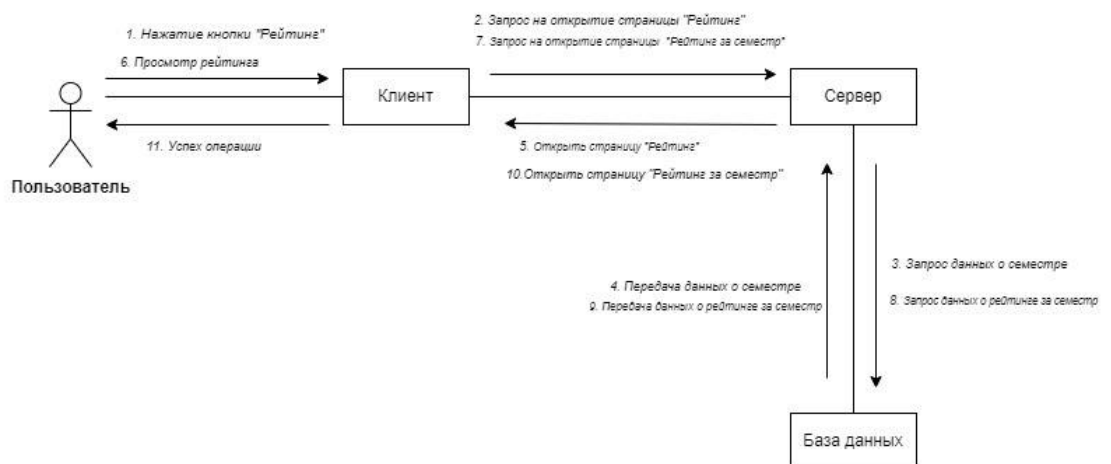 2. Запрос на открытие страницы "Рейтинг"
1. Нажатие кнопки "Рейтинг"
7. Запрос на открытие страницы "Рейтинг за семестр"
6. Просмотр рейтинга
Клиент
Сервер
11. Успех операции
5. Открыть страницу "Рейтинг"
10.Открыть страницу "Рейтинг за семестр"
Пользователь
3. Запрос данных о семестре
4. Передача данных о семестре
8. Запрос данных о рейтинге за семестр
9. Передача данных о рейтинге за семестр
База данных